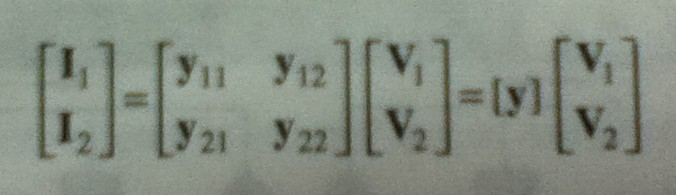 [I₁ I₂] = [y₁₁ y₁₂ y₂₁ y₂₂] [V₁ V₂] = [y] [V₁ V₂]